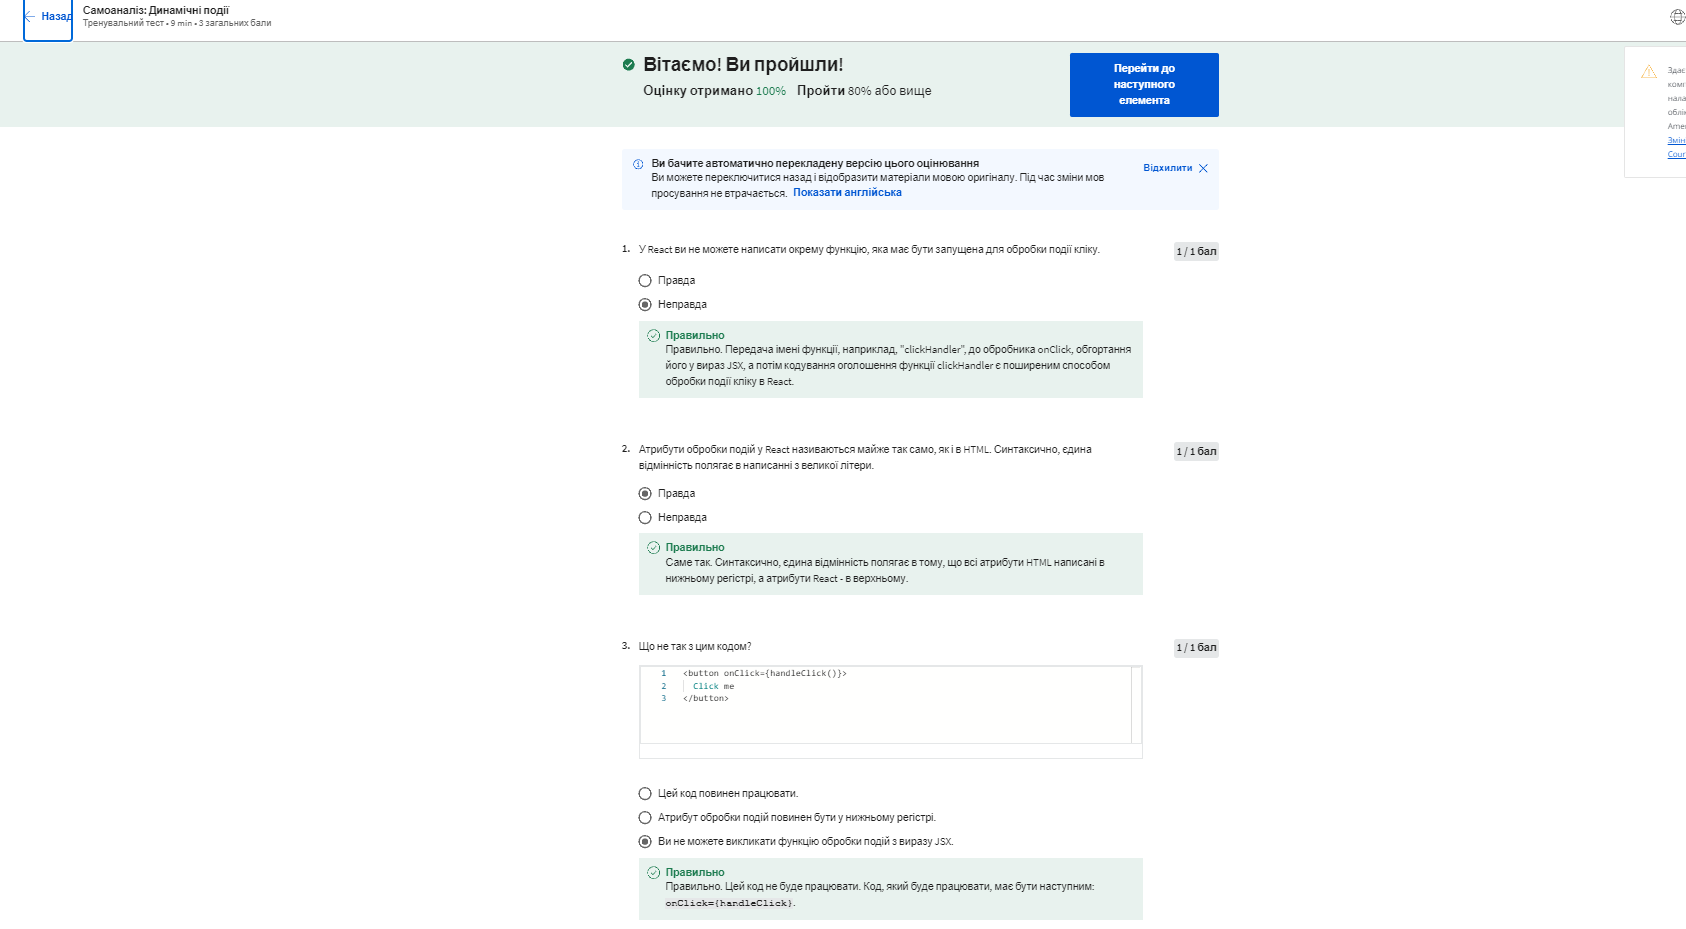 Назад
Самоаналіз: Динамічні події
Тренувальний тест • 9 min • 3 загальних бали
Вітаємо! Ви пройшли!
Оцінку отримано 100% Пройти 80% або вище
Перейти до
наступного
елемента
Ви бачите автоматично перекладену версію цього оцінювання
Ви можете переключитися назад і відобразити матеріали мовою оригіналу. Під час зміни мов
просування не втрачається. Показати англійська
Відхилити
1. У React ви не можете написати окрему функцію, яка має бути запущена для обробки події кліку.
1 / 1 бал
Правда
Неправда
Правильно
Правильно. Передача імені функції, наприклад, "clickHandler", до обробника onClick, обгортання
його у вираз JSX, а потім кодування оголошення функції clickHandler є поширеним способом
обробки події кліку в React.
2. Атрибути обробки подій у React називаються майже так само, як і в HTML. Синтаксично, єдина
відмінність полягає в написанні з великої літери.
1 / 1 бал
Правда
Неправда
Правильно
Саме так. Синтаксично, єдина відмінність полягає в тому, що всі атрибути HTML написані в
нижньому регістрі, а атрибути React - в верхньому.
3. Що не так з цим кодом?
1 / 1 бал
1 <button onClick={handleClick()}>
2 Click me
3 </button>
Цей код повинен працювати.
Атрибут обробки подій повинен бути у нижньому регістрі.
Ви не можете викликати функцію обробки подій з виразу JSX.
Правильно
Правильно. Цей код не буде працювати. Код, який буде працювати, має бути наступним:
onClick={handleClick}.